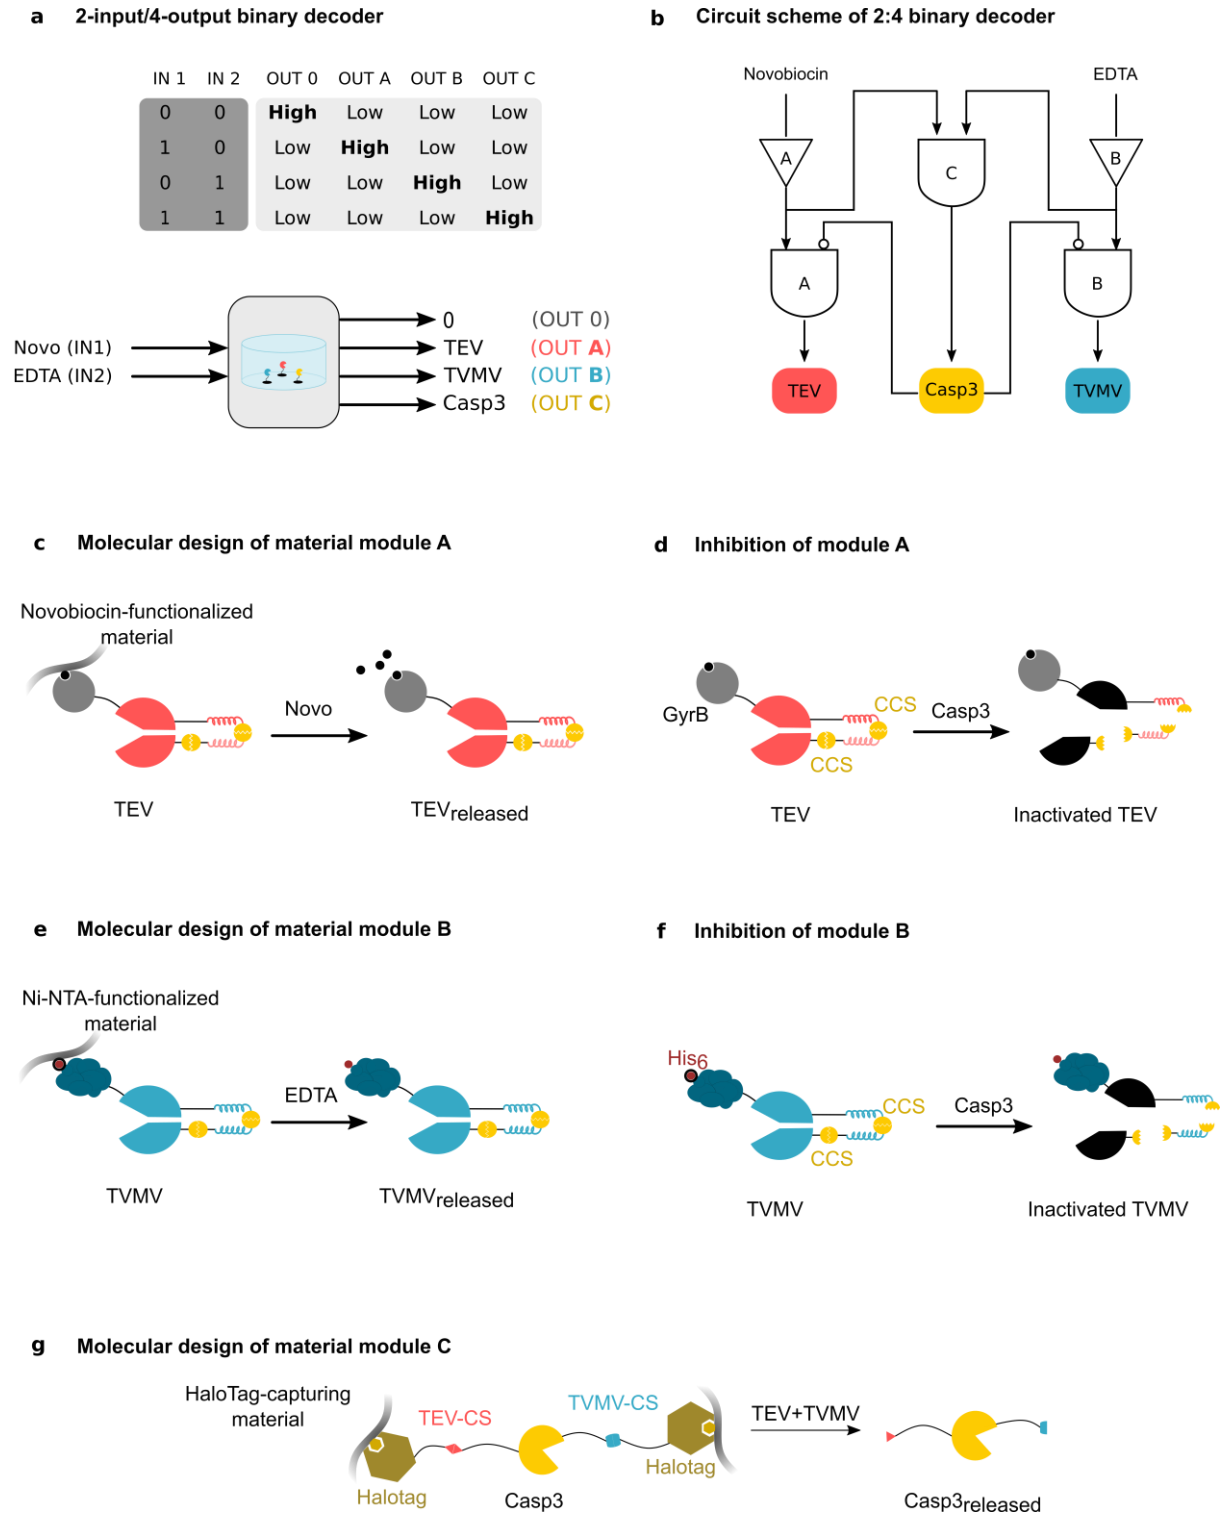 a 2-input/4-output binary decoder
IN 1 IN 2 OUT 0 OUT A OUT B OUT C
0 0 High Low Low Low
1 0 Low High Low Low
0 1 Low Low High Low
1 1 Low Low Low High
Novo (IN1)
EDTA (IN2)
0 (OUT 0)
TEV (OUT A)
TVMV (OUT B)
Casp3 (OUT C)
b Circuit scheme of 2:4 binary decoder
Novobiocin EDTA
A C B
A B
TEV Casp3 TVMV
c Molecular design of material module A
Novobiocin-functionalized
material
Novo
TEV TEVreleased
d Inhibition of module A
GyrB CCS Casp3
CCS
TEV Inactivated TEV
e Molecular design of material module B
Ni-NTA-functionalized
material
EDTA
TVMV TVMVreleased
f Inhibition of module B
His6 CCS Casp3
CCS
TVMV Inactivated TVMV
g Molecular design of material module C
HaloTag-capturing
material
TEV-CS TVMV-CS TEV+TVMV
Halotag Casp3 Halotag Casp3released